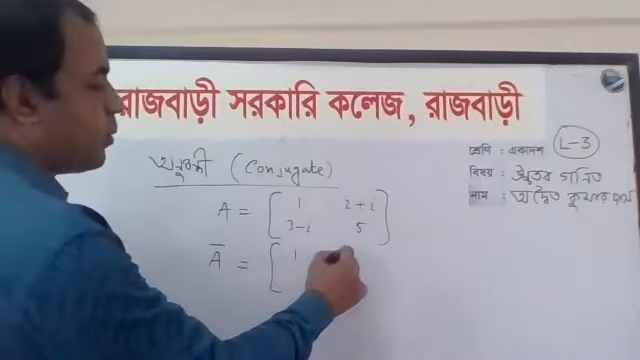 রাজবাড়ী সরকারি কলেজ, রাজবাড়ী
শ্রেণি : একাদশ
L-3
বিষয় : উচ্চতর গণিত
নাম :
অনুবন্ধী (Conjugate)
A = [ 1 2+i
3-i 5 ]
A̅ = [ 1